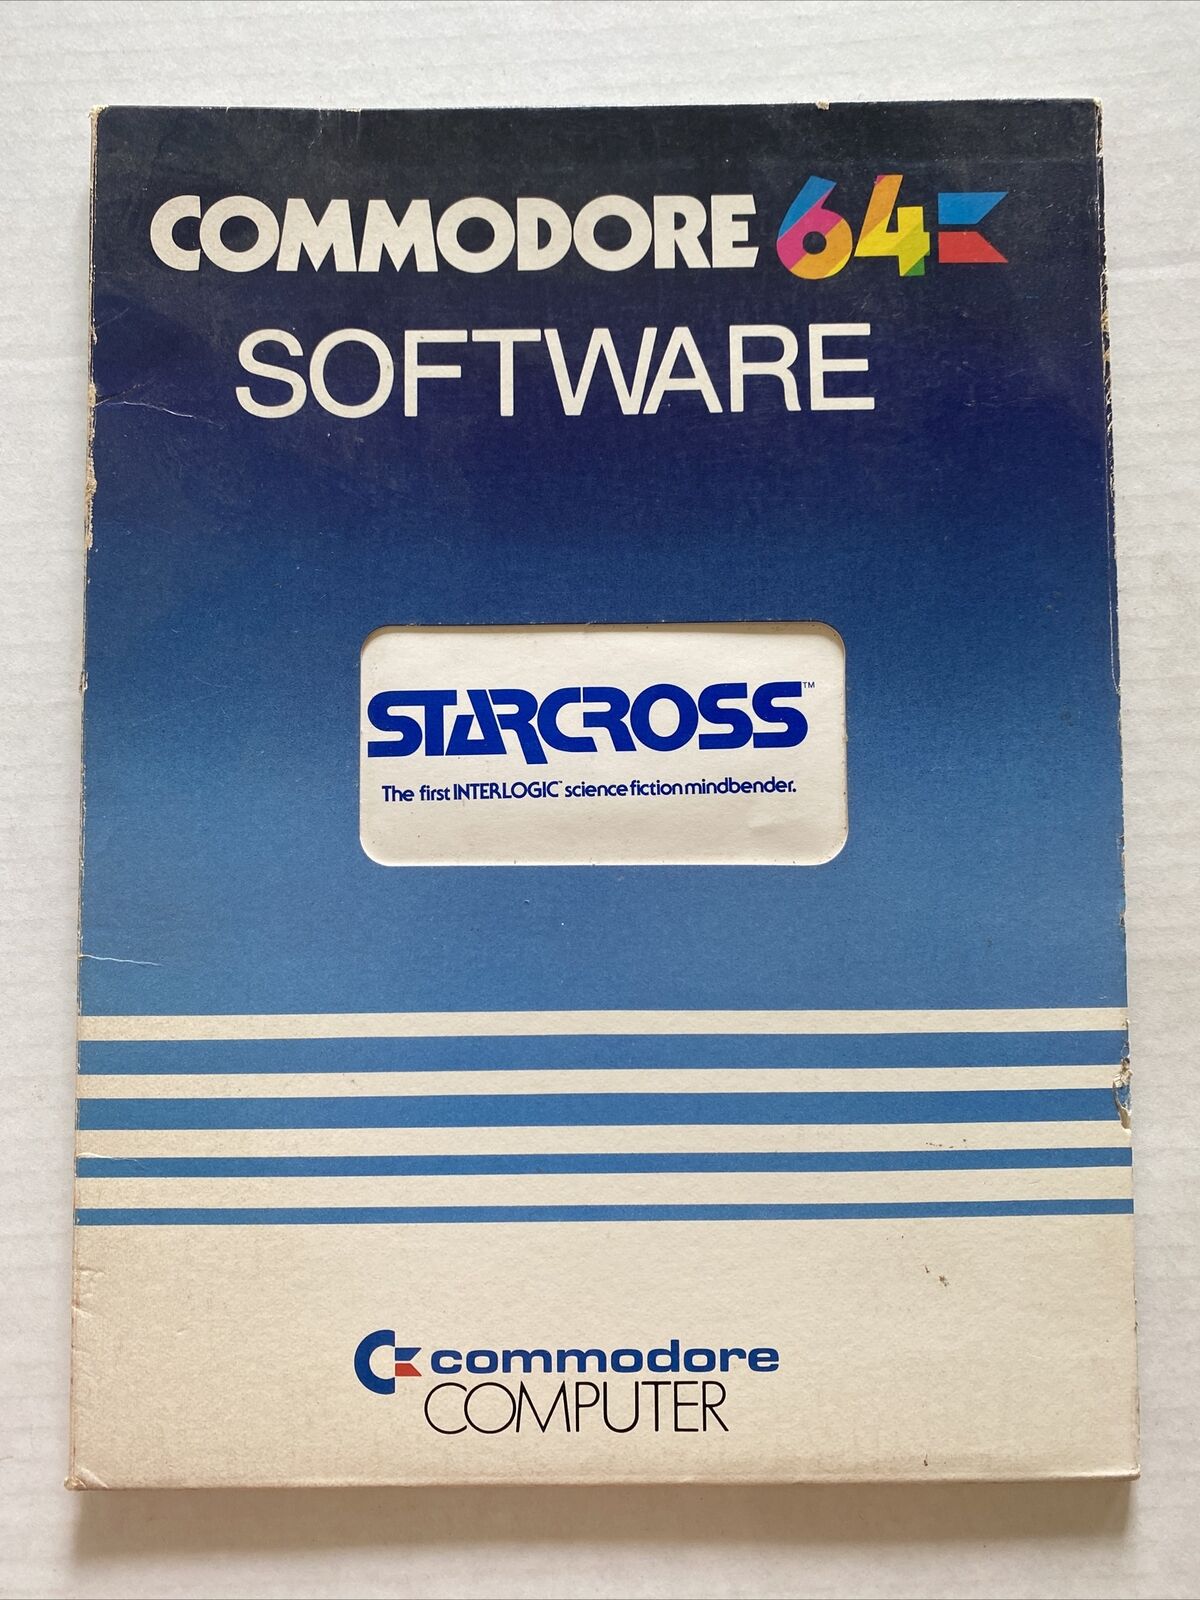 COMMODORE 64
SOFTWARE
STARCROSS™
The first INTERLOGIC™ science fiction mindbender.
commodore
COMPUTER